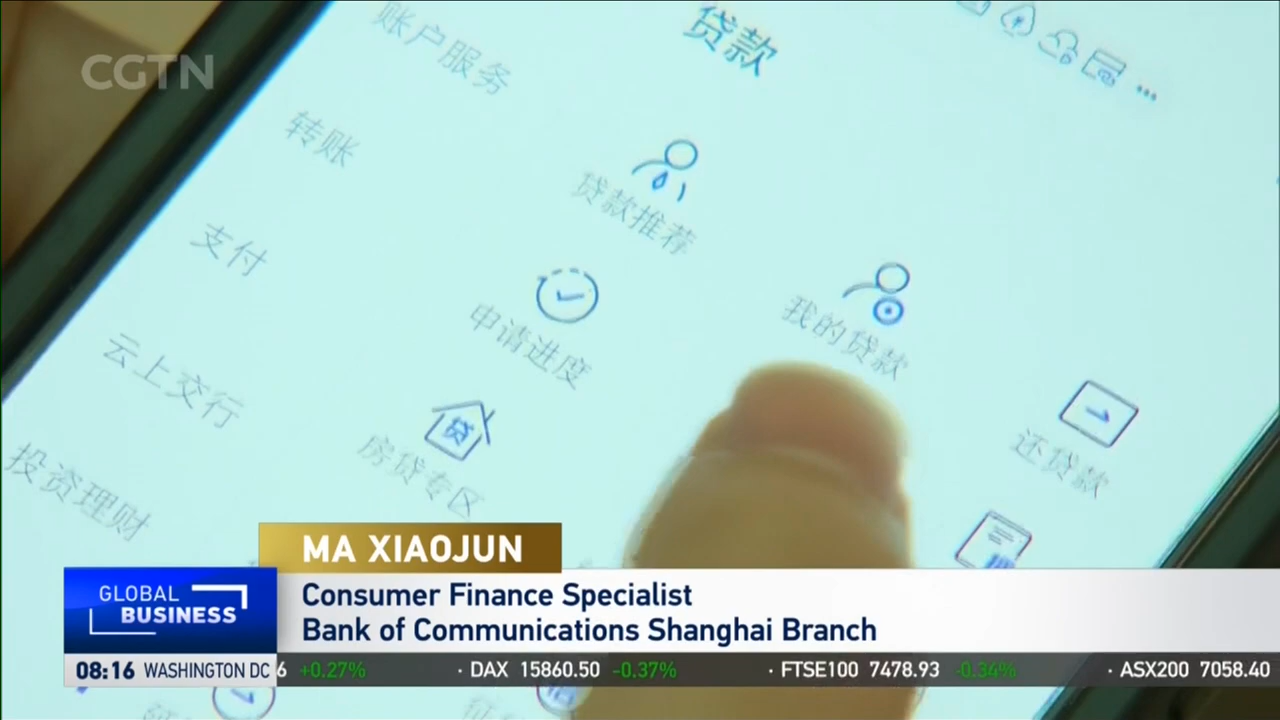 CGTN
贷款
账户服务
转账
贷款推荐
支付
我的贷款
申请进度
云上交行
贷
还贷款
房贷专区
投资理财
MA XIAOJUN
GLOBAL
BUSINESS
Consumer Finance Specialist
Bank of Communications Shanghai Branch
08:16 WASHINGTON DC 6 +0.27% · DAX 15860.50 -0.37% · FTSE100 7478.93 -0.34% · ASX200 7058.40